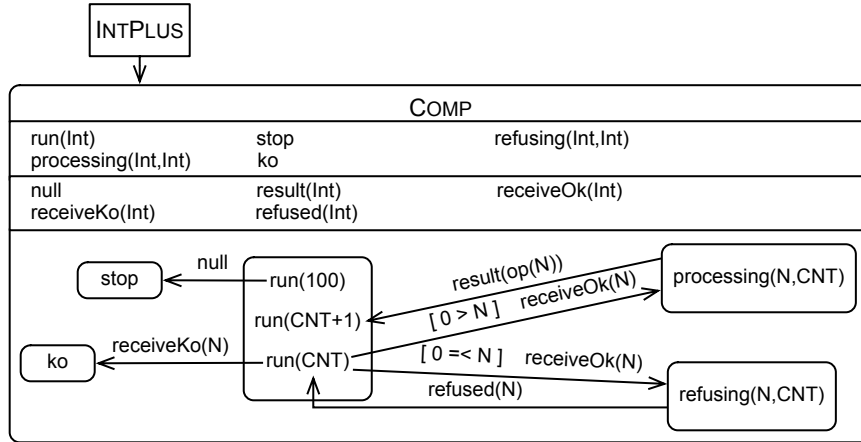 INTPLUS
COMP
run(Int) stop refusing(Int,Int)
processing(Int,Int) ko
null result(Int) receiveOk(Int)
receiveKo(Int) refused(Int)
stop null run(100) result(op(N)) processing(N,CNT)
run(CNT+1) [ 0 > N ] receiveOk(N)
ko receiveKo(N) run(CNT) [ 0 =< N ] receiveOk(N)
refused(N) refusing(N,CNT)